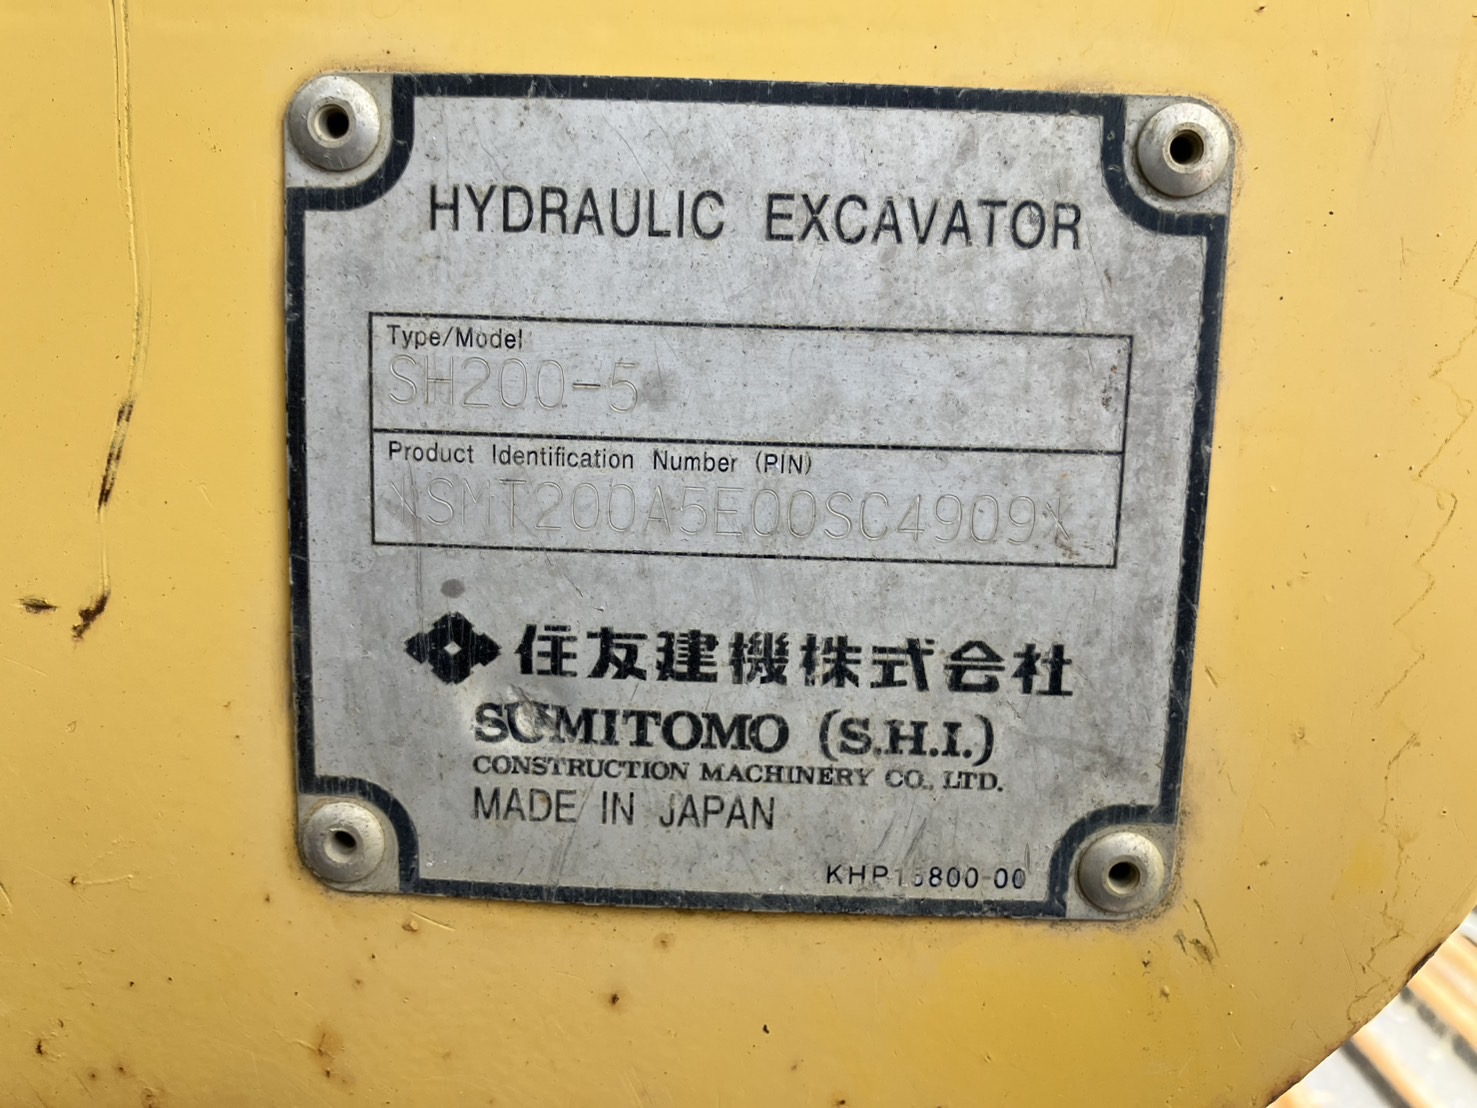 HYDRAULIC EXCAVATOR
Type/Model
SH200-5
Product Identification Number (PIN)
*SMT200A5E00SC4909*
住友建機株式会社
SUMITOMO (S.H.I.)
CONSTRUCTION MACHINERY CO., LTD.
MADE IN JAPAN